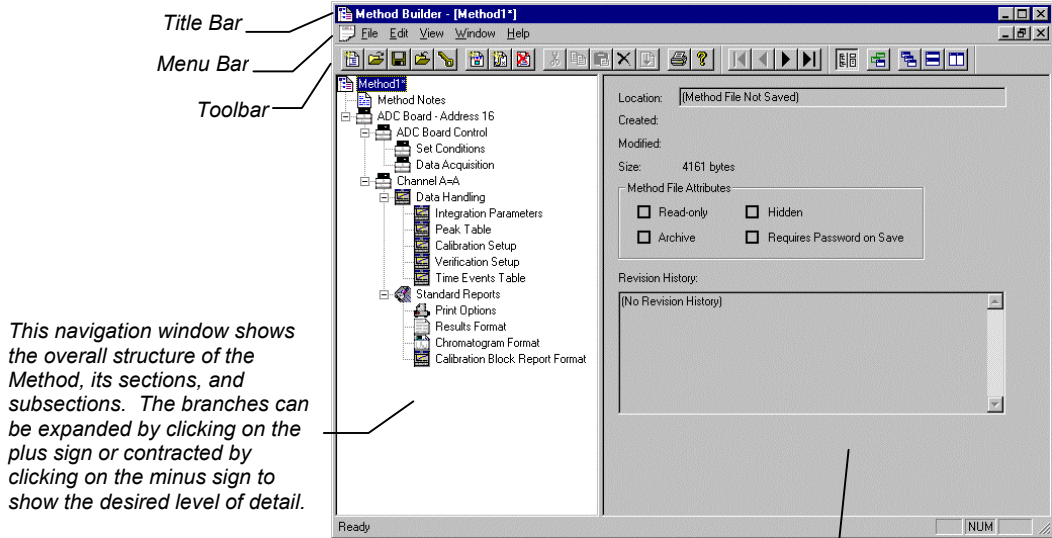 Title Bar
Menu Bar
Toolbar
This navigation window shows
the overall structure of the
Method, its sections, and
subsections. The branches can
be expanded by clicking on the
plus sign or contracted by
clicking on the minus sign to
show the desired level of detail.
Method Builder - [Method1*]
File Edit View Window Help
Method1*
Method Notes
ADC Board - Address 16
ADC Board Control
Set Conditions
Data Acquisition
Channel A=A
Data Handling
Integration Parameters
Peak Table
Calibration Setup
Verification Setup
Time Events Table
Standard Reports
Print Options
Results Format
Chromatogram Format
Calibration Block Report Format
Location: (Method File Not Saved)
Created:
Modified:
Size: 4161 bytes
Method File Attributes
Read-only Hidden
Archive Requires Password on Save
Revision History:
(No Revision History)
Ready NUM